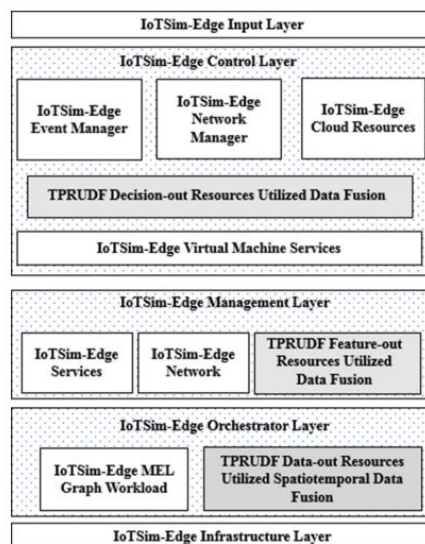 IoTSim-Edge Input Layer
IoTSim-Edge Control Layer
IoTSim-Edge
Event Manager
IoTSim-Edge
Network
Manager
IoTSim-Edge
Cloud Resources
TPRUDF Decision-out Resources Utilized Data Fusion
IoTSim-Edge Virtual Machine Services
IoTSim-Edge Management Layer
IoTSim-Edge
Services
IoTSim-Edge
Network
TPRUDF Feature-out
Resources Utilized
Data Fusion
IoTSim-Edge Orchestrator Layer
IoTSim-Edge MEL
Graph Workload
TPRUDF Data-out Resources
Utilized Spatiotemporal Data
Fusion
IoTSim-Edge Infrastructure Layer